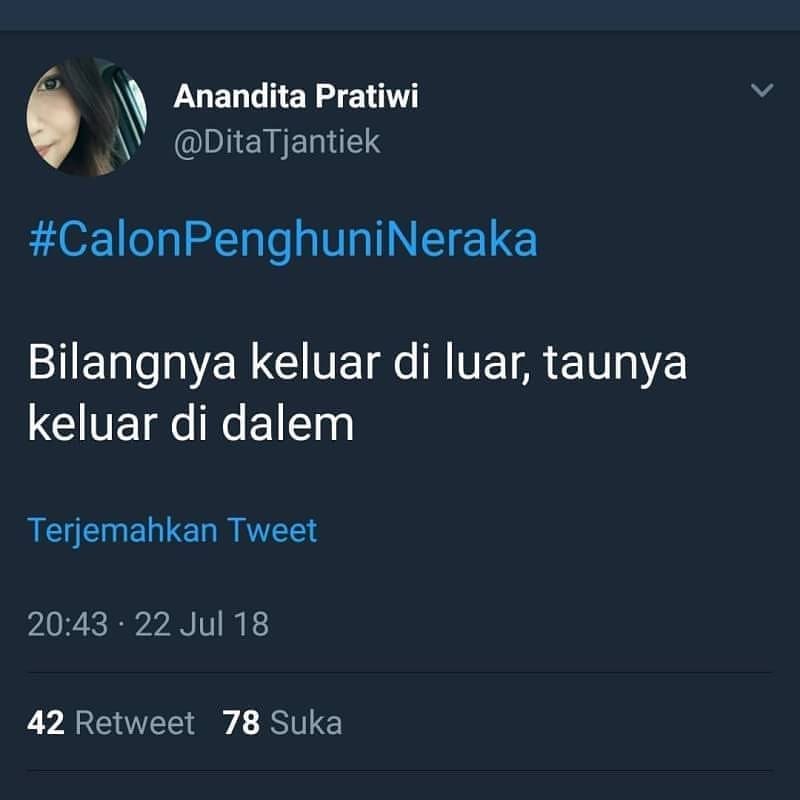 Anandita Pratiwi
@DitaTjantiek
#CalonPenghuniNeraka
Bilangnya keluar di luar, taunya
keluar di dalem
Terjemahkan Tweet
20:43 · 22 Jul 18
42 Retweet 78 Suka